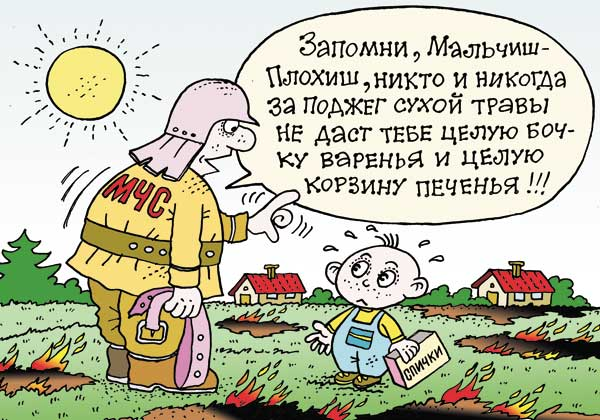 Запомни, Мальчиш-
Плохиш, никто и никогда
за поджег сухой травы
не даст тебе целую боч-
ку варенья и целую
корзину печенья!!!
МЧС
СПИЧКИ